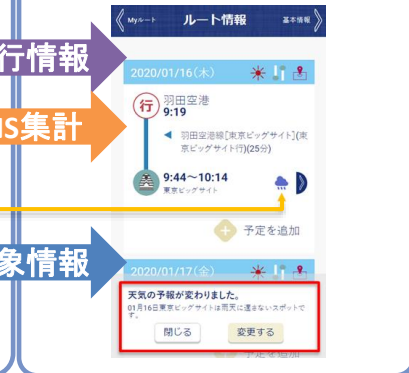 Myルート ルート情報 基本情報
行情報
2020/01/16(木)
行 羽田空港
9:19
NS集計
羽田空港線[東京ビッグサイト](東
京ビッグサイト行)(25分)
9:44～10:14
東京ビッグサイト
予定を追加
象情報
2020/01/17(金)
天気の予報が変わりました。
01月16日東京ビッグサイトは雨天に適さないスポットで
す。
閉じる 変更する
予定を追加